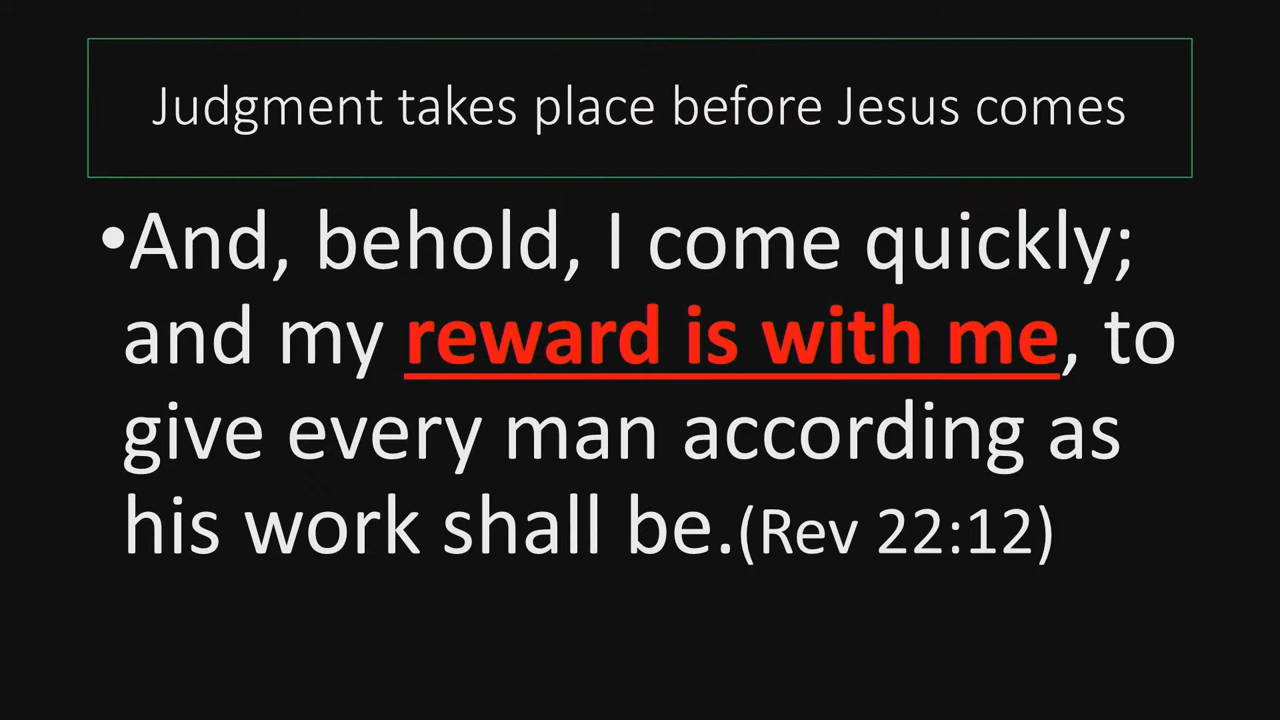 Judgment takes place before Jesus comes
•And, behold, I come quickly;
and my reward is with me, to
give every man according as
his work shall be.(Rev 22:12)